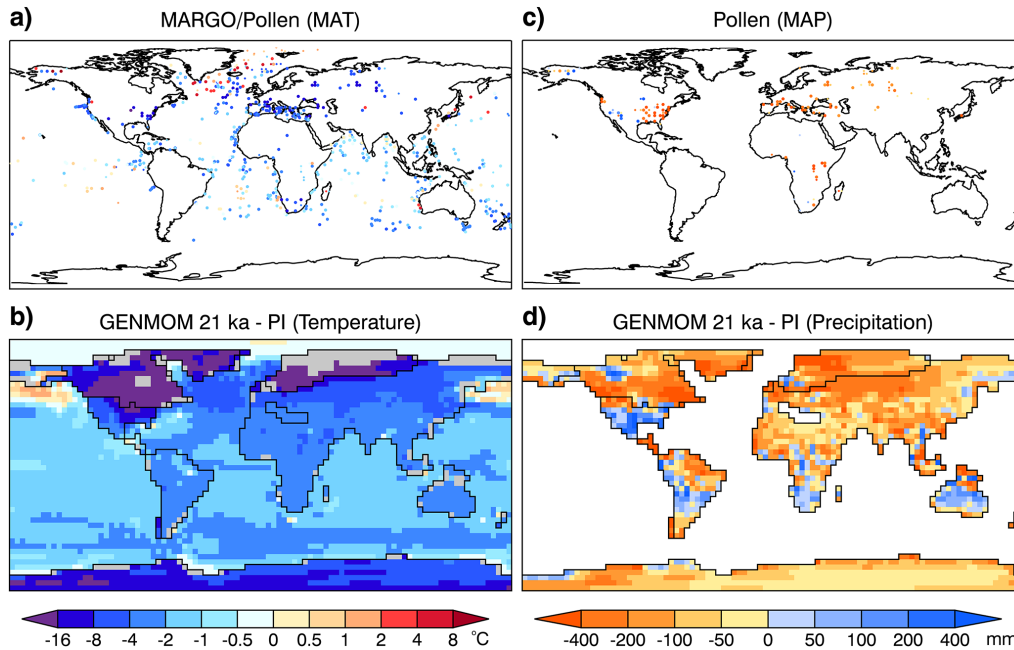 a) MARGO/Pollen (MAT)
c) Pollen (MAP)
b) GENMOM 21 ka - PI (Temperature)
d) GENMOM 21 ka - PI (Precipitation)
-16 -8 -4 -2 -1 -0.5 0 0.5 1 2 4 8 °C
-400 -200 -100 -50 0 50 100 200 400 mm